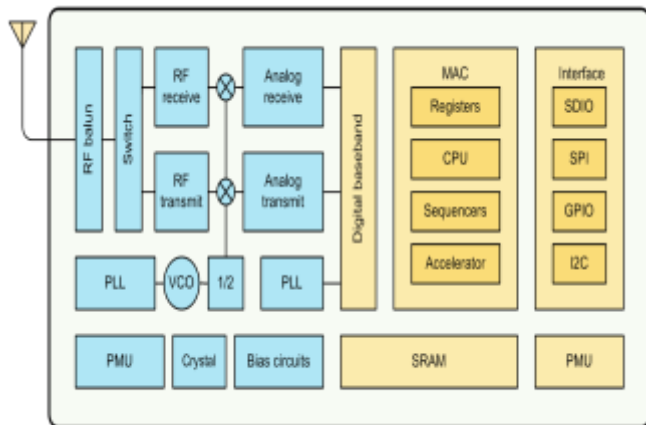 RF balun
Switch
RF
receive
Analog
receive
RF
transmit
Analog
transmit
PLL
VCO
1/2
PLL
Digital baseband
MAC
Registers
CPU
Sequencers
Accelerator
Interface
SDIO
SPI
GPIO
I2C
PMU
Crystal
Bias circuits
SRAM
PMU